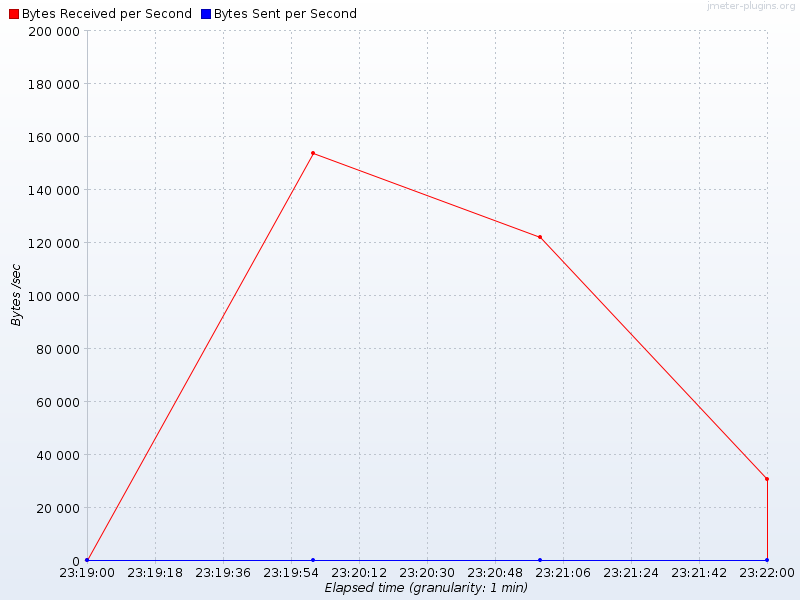 jmeter-plugins.org
Bytes Received per Second Bytes Sent per Second
200 000
180 000
160 000
140 000
120 000
100 000
80 000
60 000
40 000
20 000
0
Bytes /sec
23:19:00 23:19:18 23:19:36 23:19:54 23:20:12 23:20:30 23:20:48 23:21:06 23:21:24 23:21:42 23:22:00
Elapsed time (granularity: 1 min)